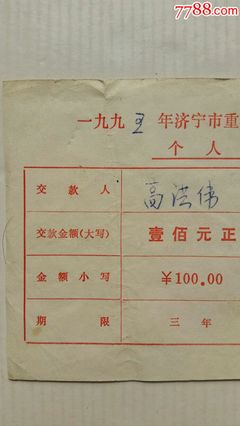 7788.com
一九九五年济宁市重
个人
交款人 高洪伟
交款金额(大写) 壹佰元正
金额小写 ¥100.00
期限 三年